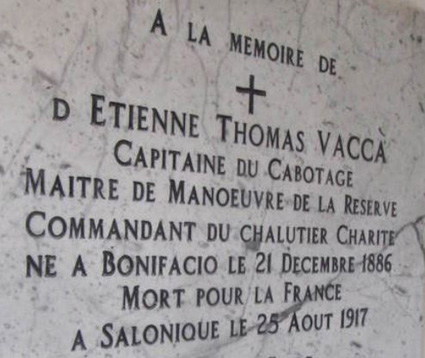 A LA MEMOIRE DE
D ETIENNE THOMAS VACCÀ
CAPITAINE DU CABOTAGE
MAITRE DE MANOEUVRE DE LA RESERVE
COMMANDANT DU CHALUTIER CHARITE
NE A BONIFACIO LE 21 DECEMBRE 1886
MORT POUR LA FRANCE
A SALONIQUE LE 25 AOUT 1917